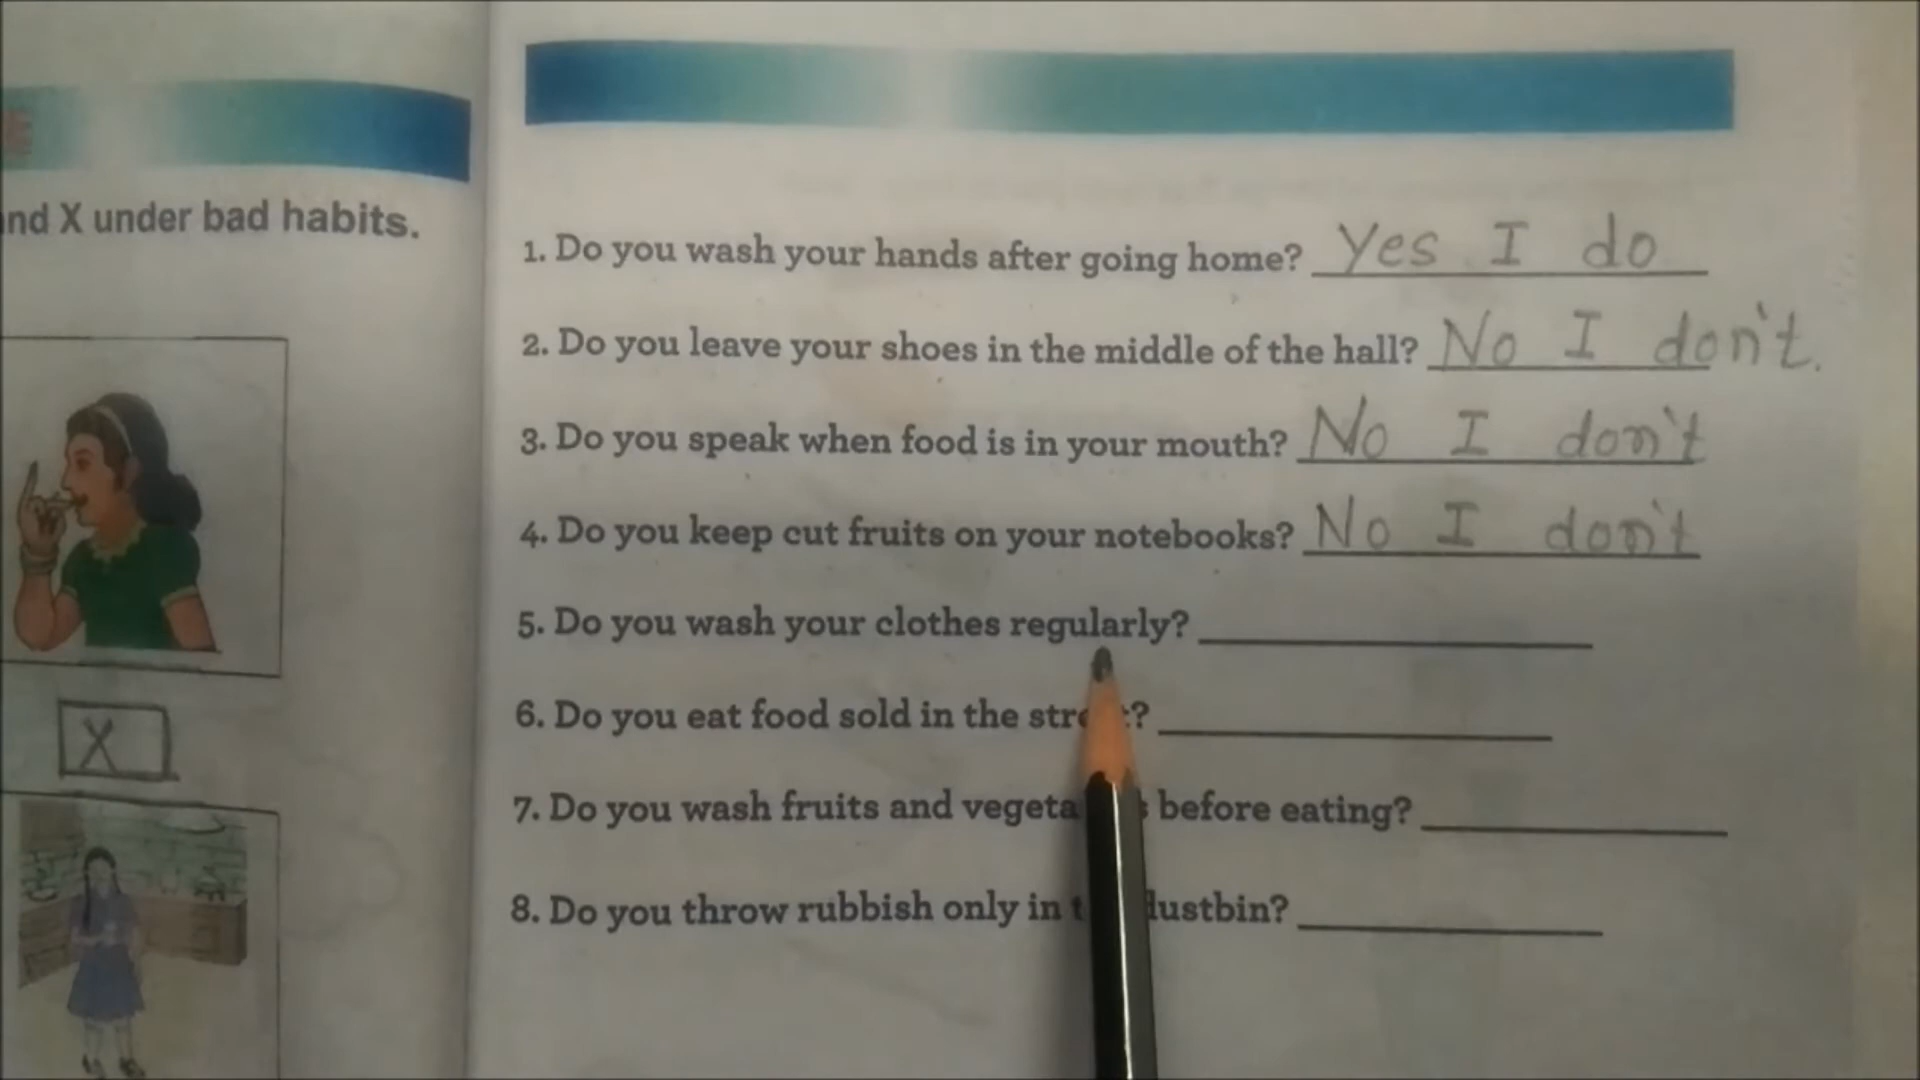 nd X under bad habits.
X
1. Do you wash your hands after going home? Yes I do
2. Do you leave your shoes in the middle of the hall? No I don't.
3. Do you speak when food is in your mouth? No I don't
4. Do you keep cut fruits on your notebooks? No I don't
5. Do you wash your clothes regularly?
6. Do you eat food sold in the
7. Do you wash fruits and before eating?
8. Do you throw rubbish only in